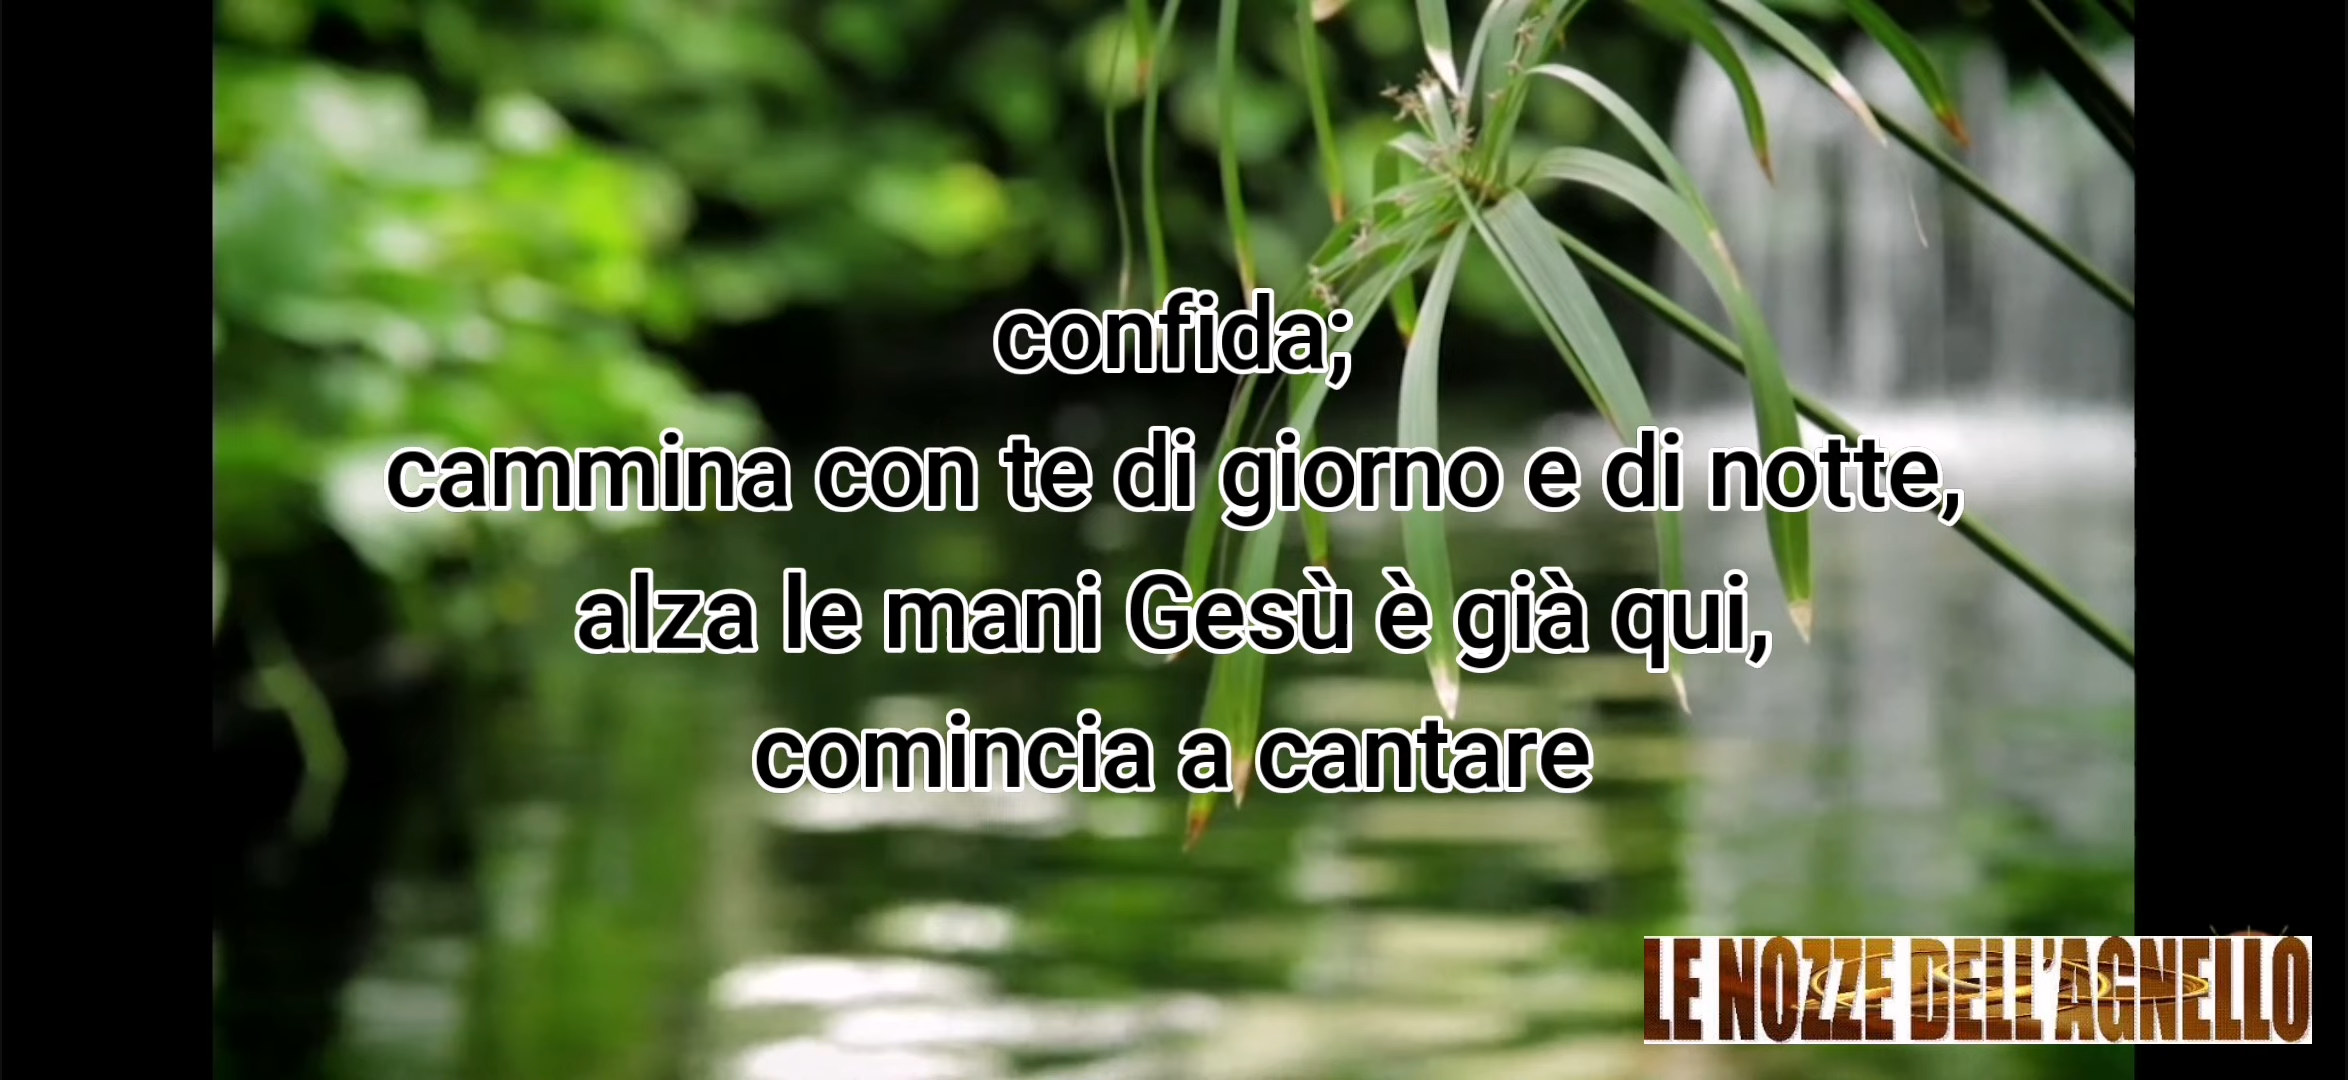 confida;
cammina con te di giorno e di notte,
alza le mani Gesù è già qui,
comincia a cantare
LE NOZZE DELL'AGNELLO